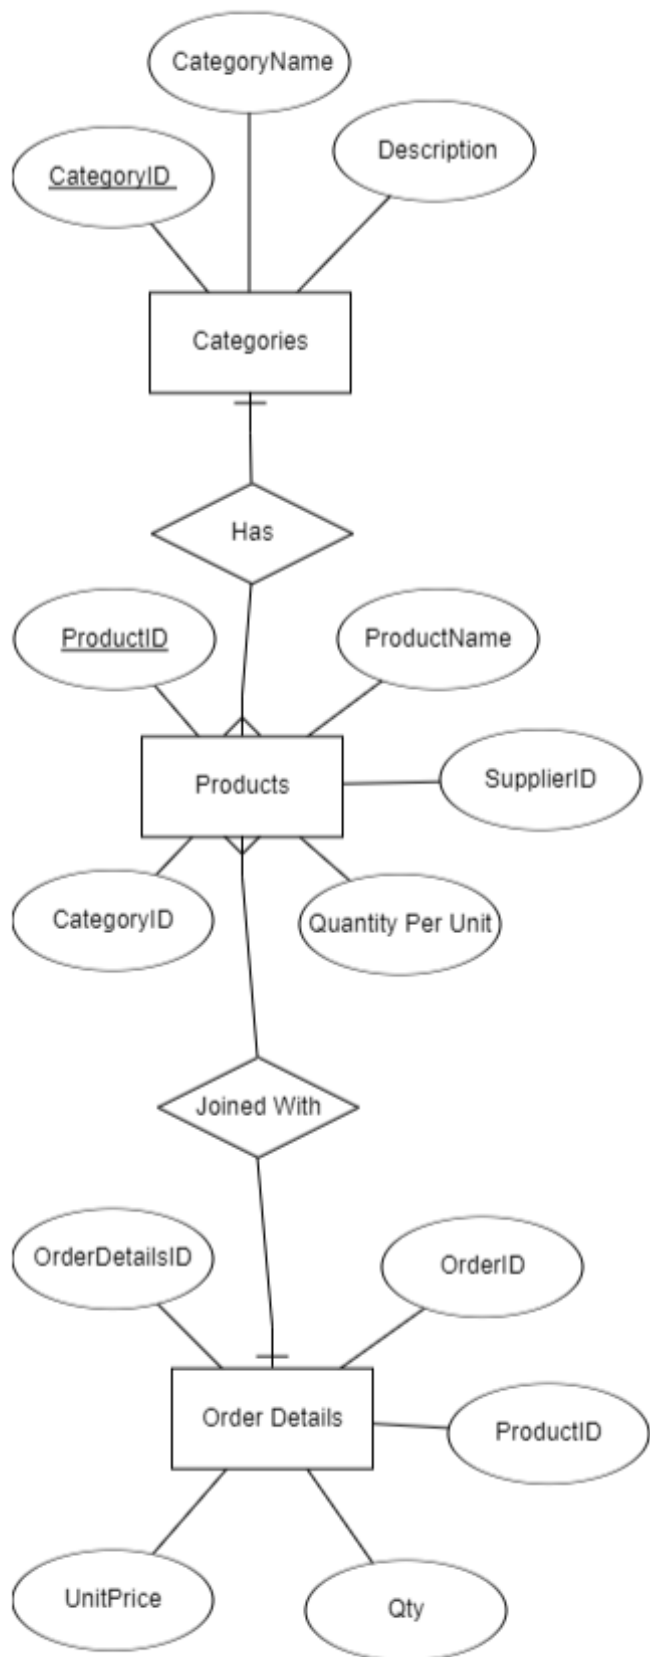 CategoryName
Description
CategoryID
Categories
Has
ProductID
ProductName
Products
SupplierID
CategoryID
Quantity Per Unit
Joined With
OrderDetailsID
OrderID
Order Details
ProductID
UnitPrice
Qty